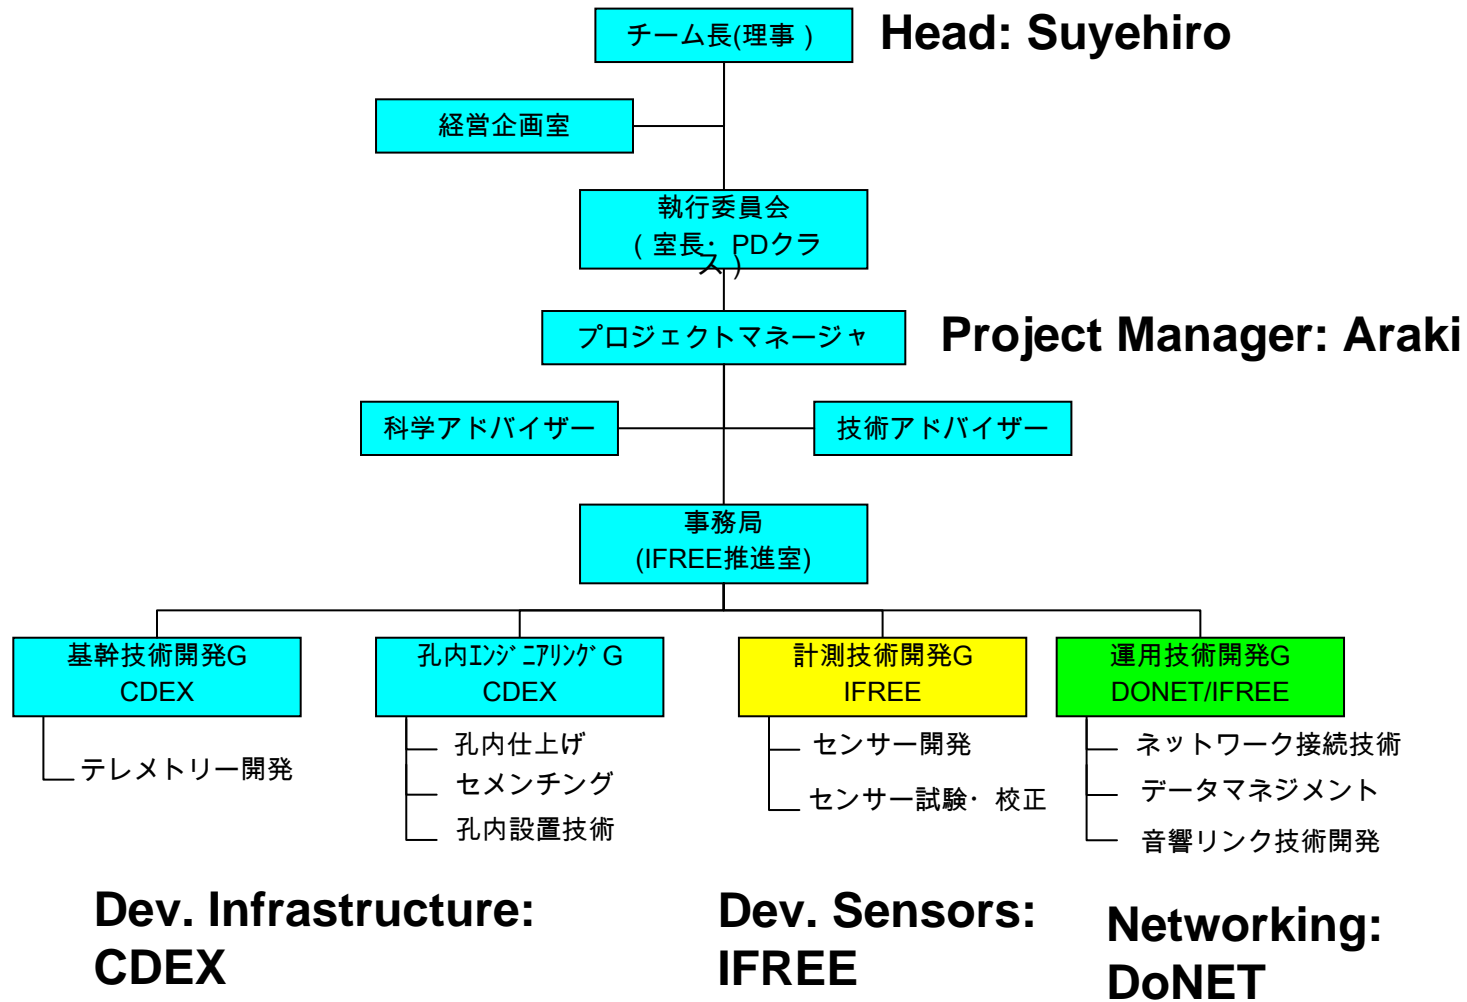 チーム長(理事 )
Head: Suyehiro
経営企画室
執行委員会
( 室長･ PDクラ
ス )
プロジェクトマネージャ
Project Manager: Araki
科学アドバイザー
技術アドバイザー
事務局
(IFREE推進室)
基幹技術開発G
CDEX
孔内ｴﾝｼﾞﾆｱﾘﾝｸﾞG
CDEX
計測技術開発G
IFREE
運用技術開発G
DONET/IFREE
テレメトリー開発
孔内仕上げ
セメンチング
孔内設置技術
センサー開発
センサー試験･ 校正
ネットワーク接続技術
データマネジメント
音響リンク技術開発
Dev. Infrastructure:
CDEX
Dev. Sensors:
IFREE
Networking:
DoNET